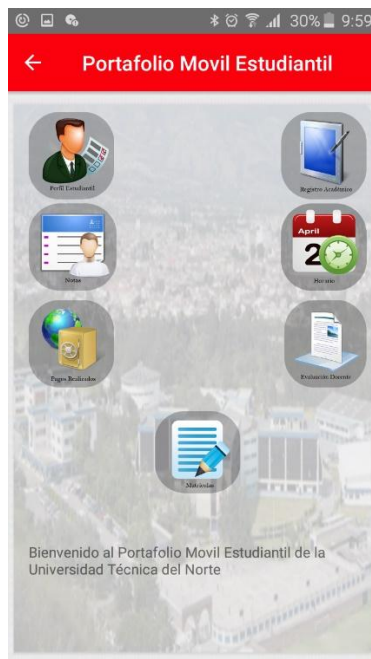 30% 9:59
Portafolio Movil Estudiantil
Perfil Estudiantil
Registro Académico
Notas
April
2
Horario
Pagos Realizados
Evaluación Docente
Matriculas
Bienvenido al Portafolio Movil Estudiantil de la
Universidad Técnica del Norte